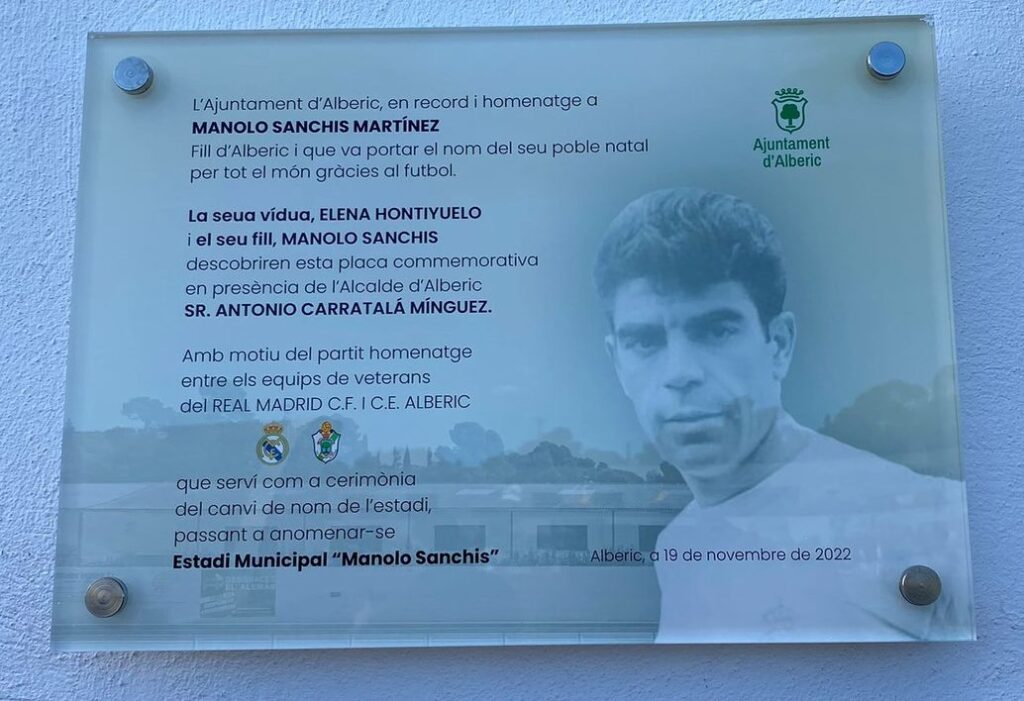 L'Ajuntament d'Alberic, en record i homenatge a
MANOLO SANCHIS MARTÍNEZ
Fill d'Alberic i que va portar el nom del seu poble natal
per tot el món gràcies al futbol.
Ajuntament
d'Alberic
La seua vídua, ELENA HONTIYUELO
i el seu fill, MANOLO SANCHIS
descobriren esta placa commemorativa
en presència de l'Alcalde d'Alberic
SR. ANTONIO CARRATALÁ MÍNGUEZ.
Amb motiu del partit homenatge
entre els equips de veterans
del REAL MADRID C.F. I C.E. ALBERIC
que serví com a cerimònia
del canvi de nom de l'estadi,
passant a anomenar-se
Estadi Municipal "Manolo Sanchis"
Alberic, a 19 de novembre de 2022